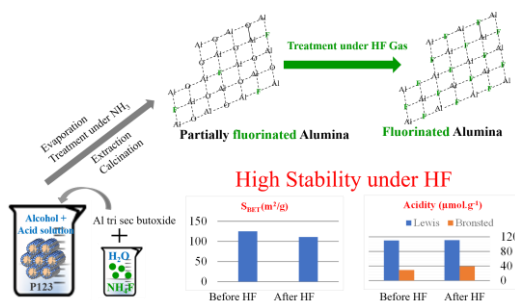 Treatment under HF Gas
Partially fluorinated Alumina
Fluorinated Alumina
Evaporation
Treatment under NH3
Extraction
Calcination
High Stability under HF
Alcohol +
Acid solution
P123
Al tri sec butoxide
+
H2O
NH4F
SBET(m²/g)
150
100
50
0
Before HF After HF
Acidity (µmol.g-1)
Lewis Bronsted
120
80
40
0
Before HF After HF